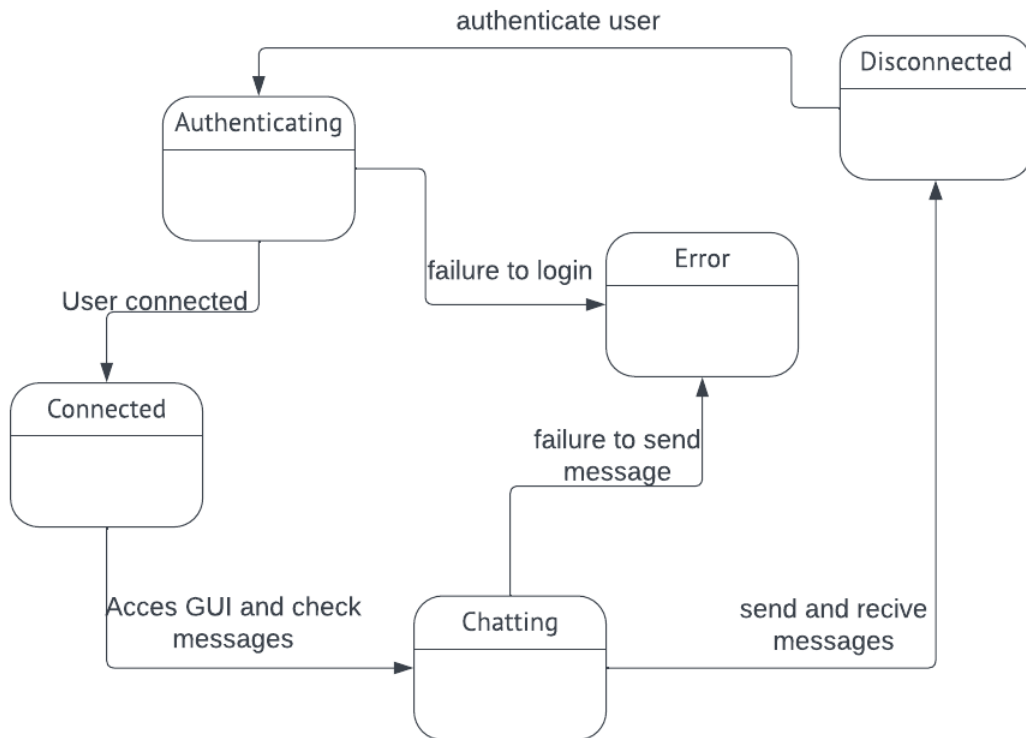 authenticate user
Disconnected
Authenticating
Error
failure to login
User connected
Connected
failure to send
message
Acces GUI and check
messages
Chatting
send and recive
messages